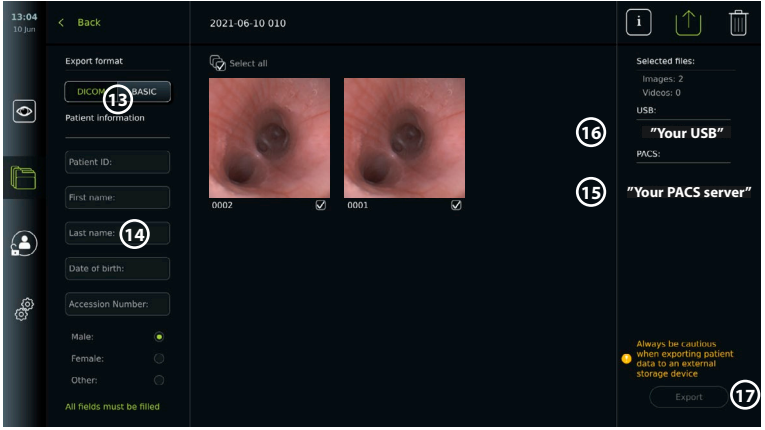 13:04
10 Jun
Back
2021-06-10 010
i
Export format
DICOM
BASIC
13
Patient information
Patient ID:
First name:
Last name:
14
Date of birth:
Accession Number:
Male:
Female:
Other:
All fields must be filled
Select all
0002
0001
Selected files:
Images: 2
Videos: 0
USB:
16
"Your USB"
PACS:
15
"Your PACS server"
!
Always be cautious
when exporting patient
data to an external
storage device
Export
17